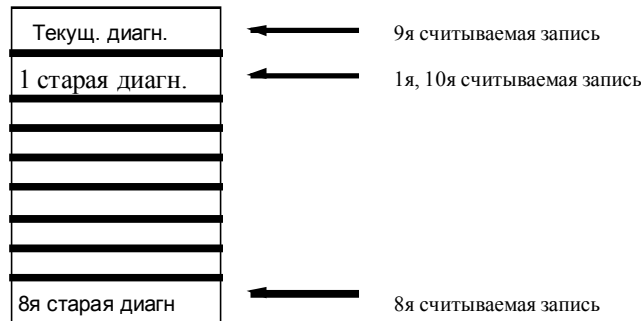 Текущ. диагн.
9я считываемая запись
1 старая диагн.
1я, 10я считываемая запись
8я старая диагн
8я считываемая запись